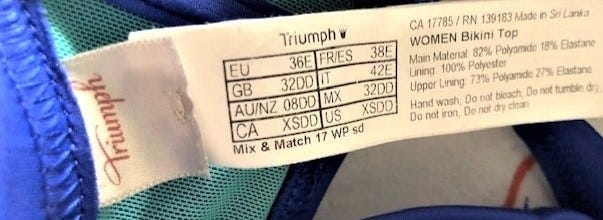 Triumph
Triumph
EU 36E FR/ES 38E
GB 32DD IT 42E
AU/NZ 08DD MX 32DD
CA XSDD US XSDD
Mix & Match 17 WP sd
CA 17785 / RN 139183 Made in Sri Lanka
WOMEN Bikini Top
Main Material: 82% Polyamide 18% Elastane
Lining: 100% Polyester
Upper Lining: 73% Polyamide 27% Elastane
Hand wash, Do not bleach, Do not tumble dry,
Do not iron, Do not dry clean